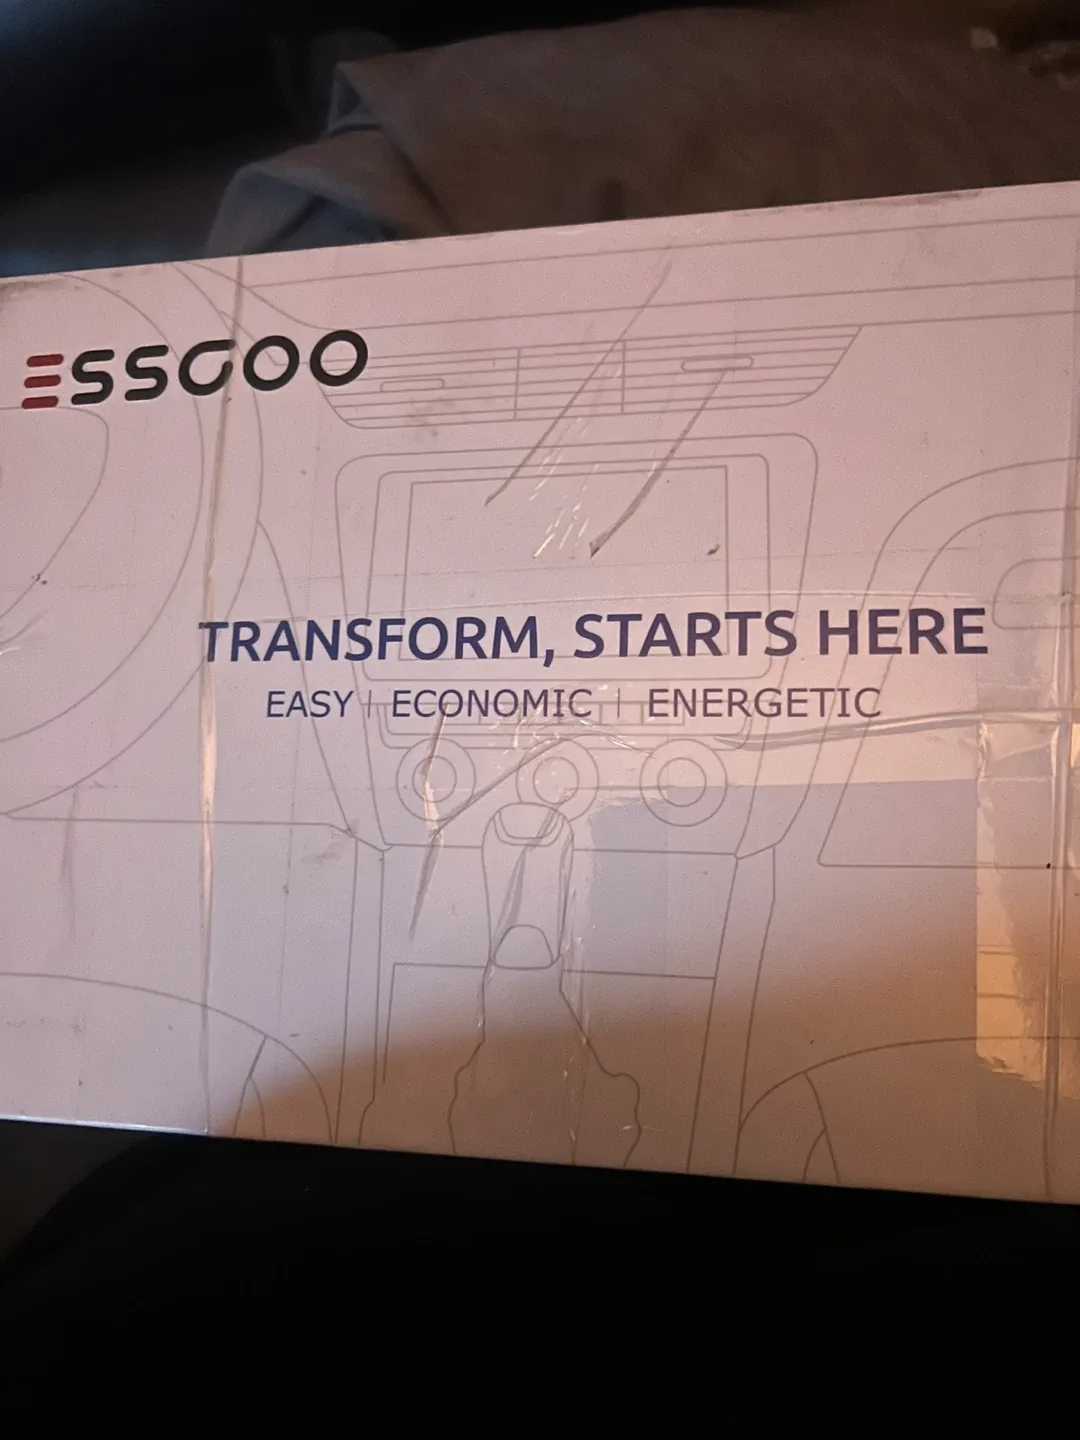 ESSGOO
TRANSFORM, STARTS HERE
EASY | ECONOMIC | ENERGETIC